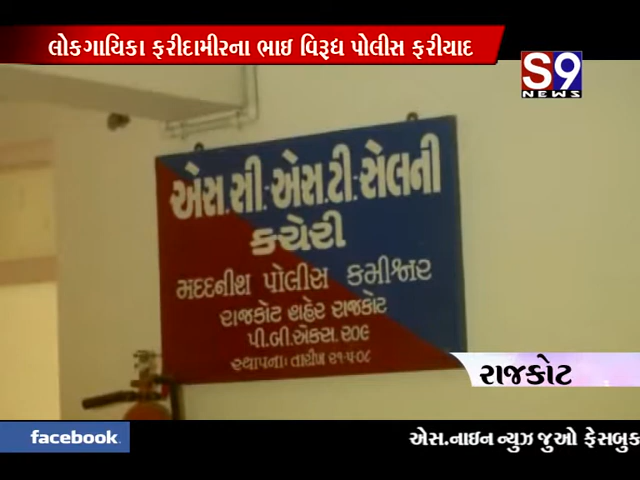 લોકગાયિકા ફરીદામીરના ભાઇ વિરૂધ પોલીસ ફરીયાદ
S9
NEWS
એસ.સી.-એસ.ટી.સેલની
કચેરી
મદદનીશ પોલીસ કમીશ્નર
રાજકોટ શહેર રાજકોટ
પી.બી.એકસ. ૨૦૯
સ્થાપના: તારીખ ૨૧-૫-૦૮
રાજકોટ
facebook
એસ.નાઇન ન્યુઝ જુઓ ફેસબુક